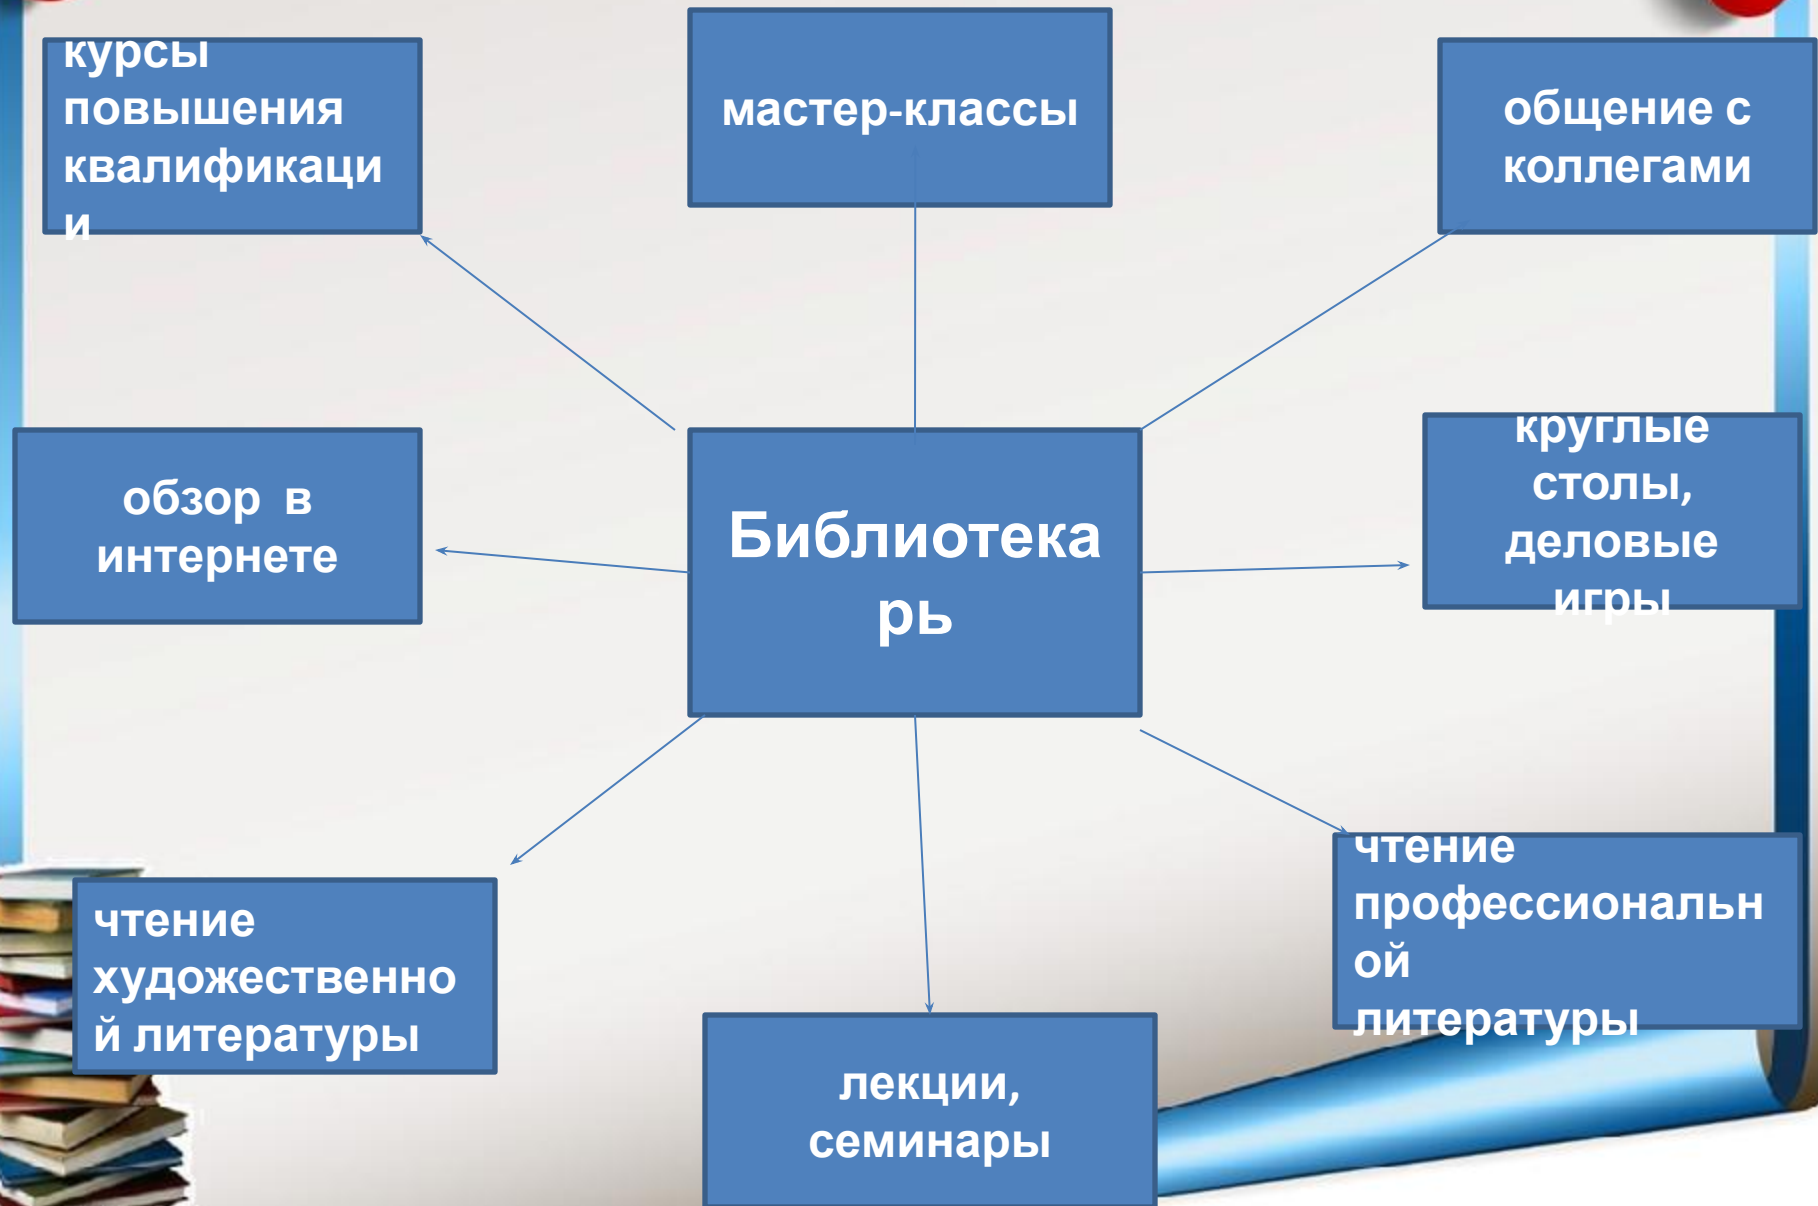 курсы
повышения
квалификаци
и
мастер-классы
общение с
коллегами
обзор в
интернете
Библиотека
рь
круглые
столы,
деловые
игры
чтение
художественно
й литературы
лекции,
семинары
чтение
профессиональн
ой
литературы